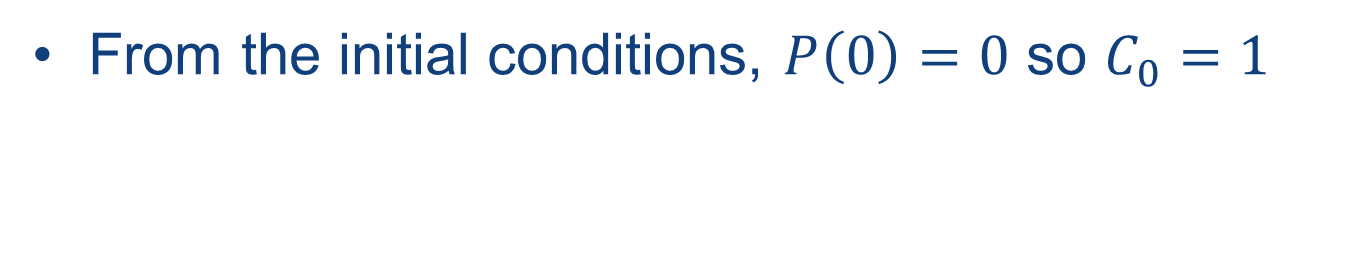 • From the initial conditions, P(0) = 0 so C₀ = 1